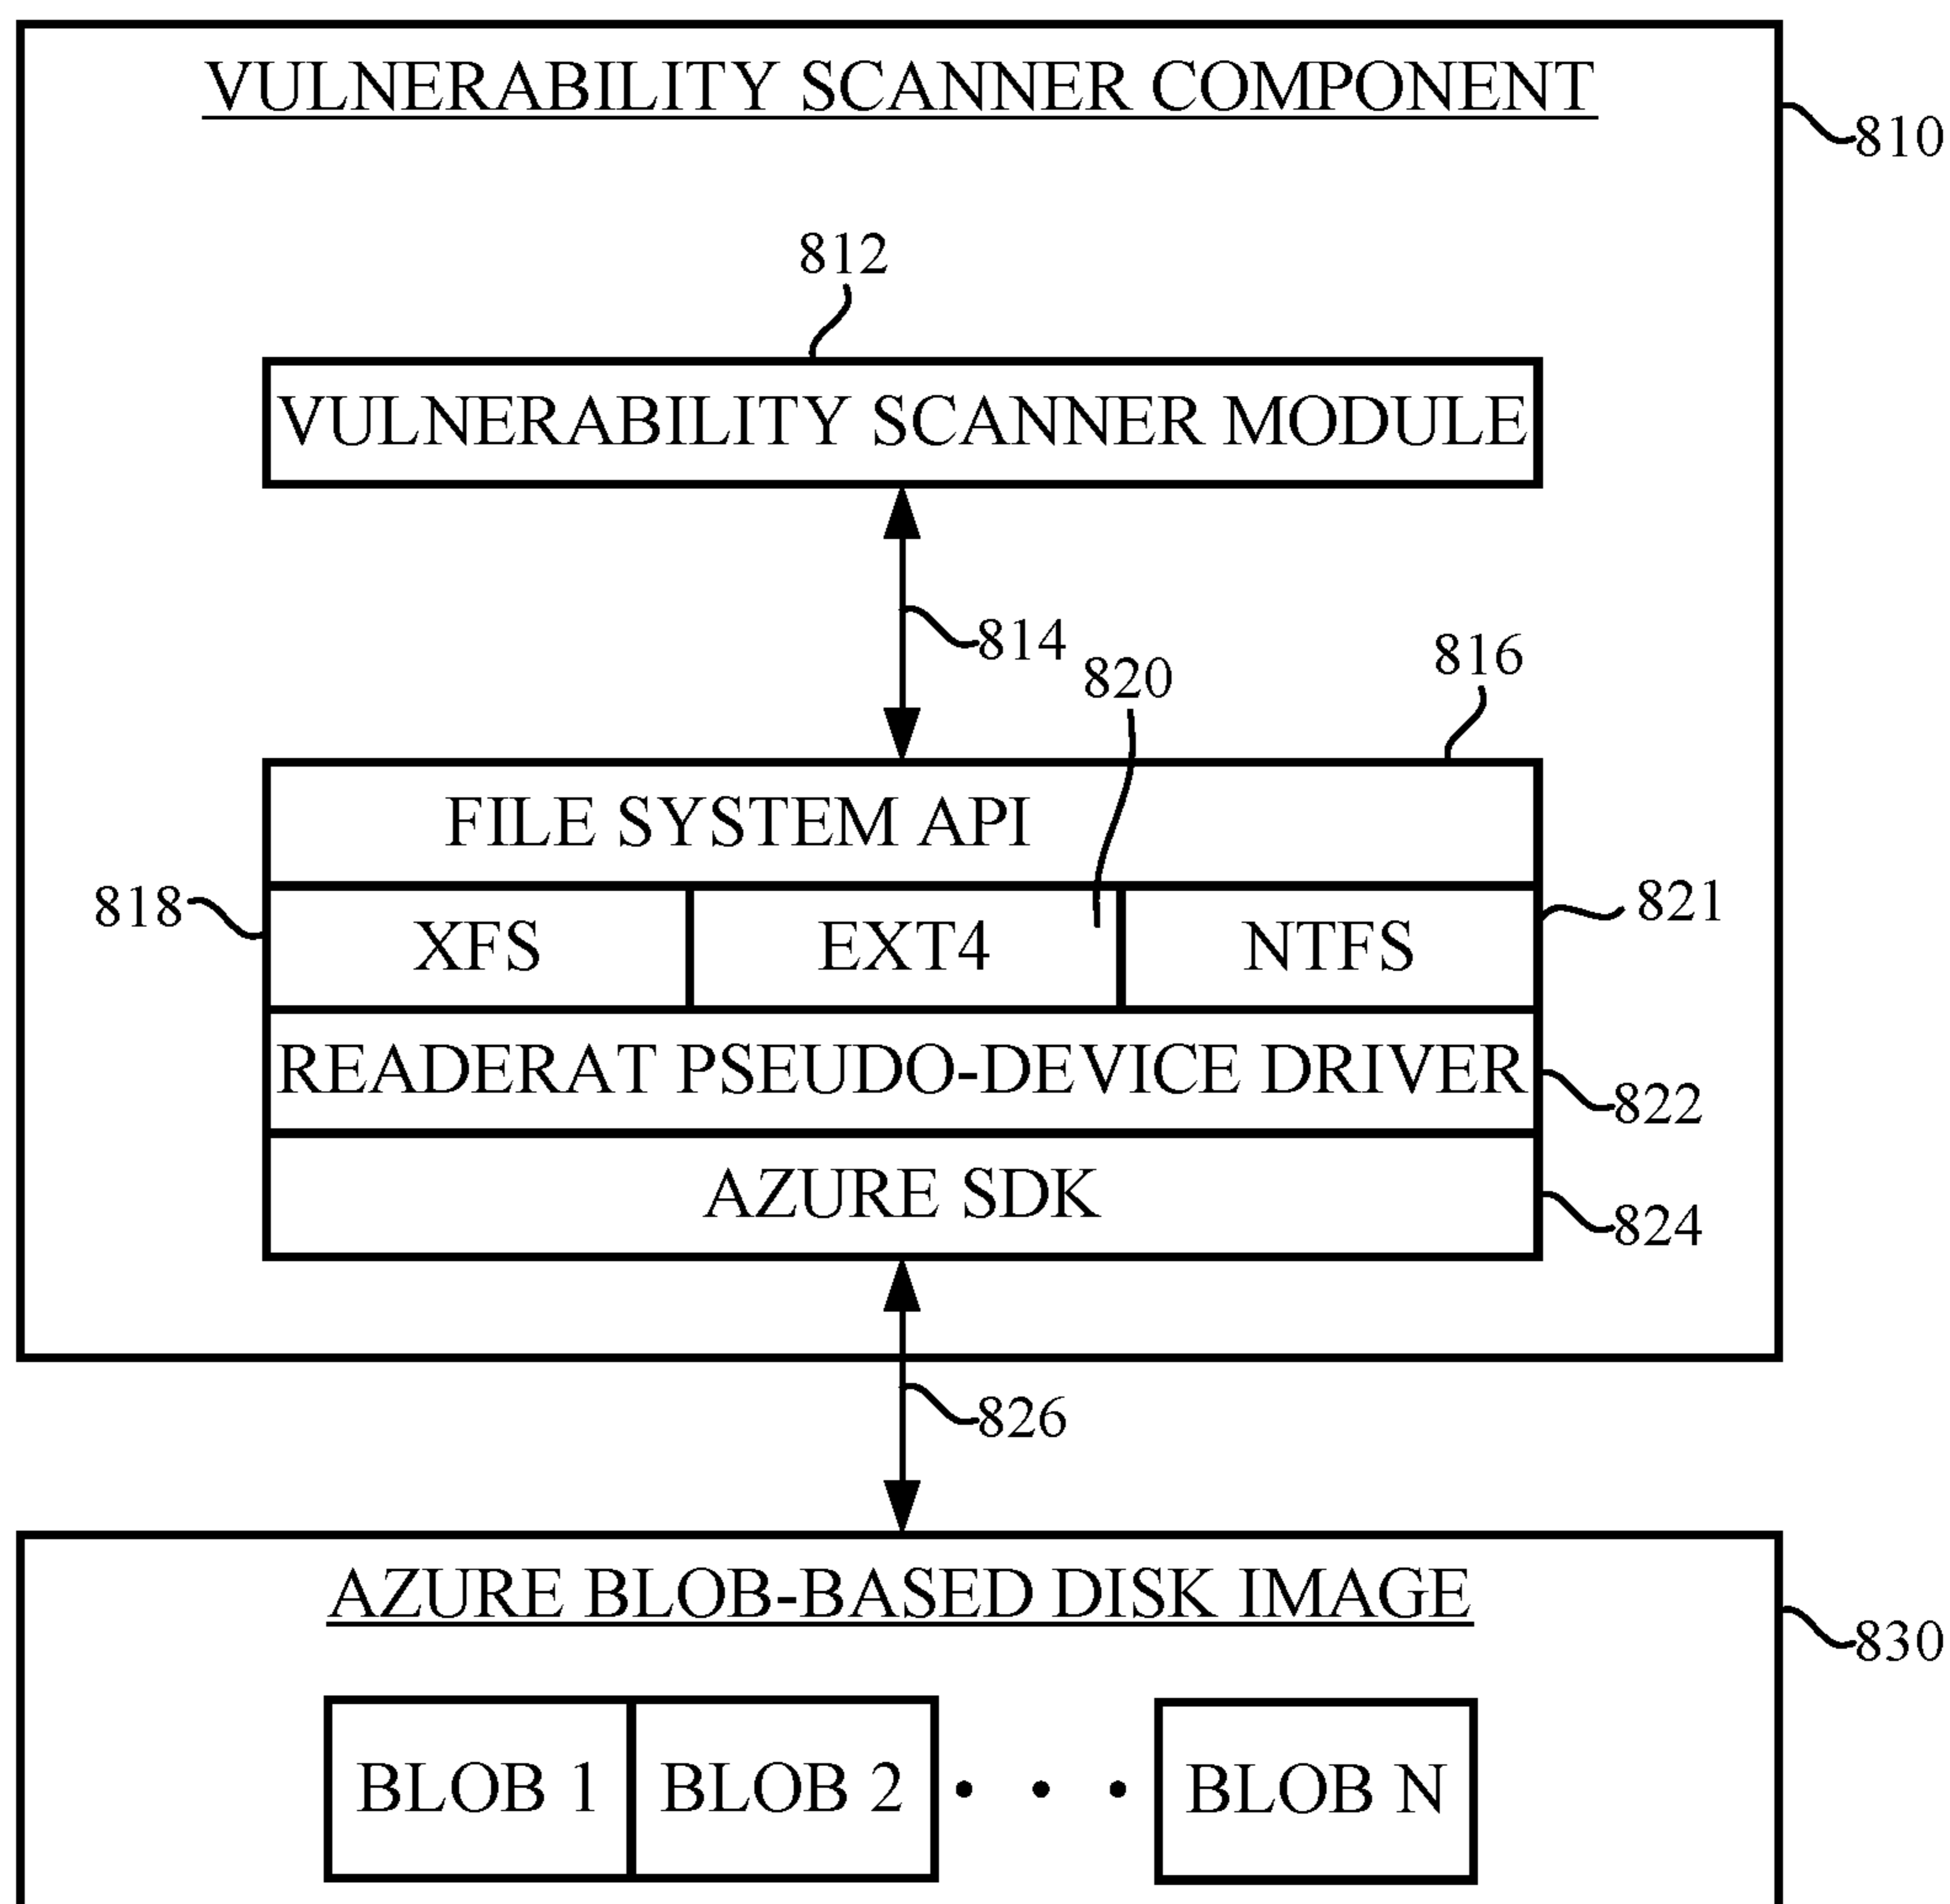 VULNERABILITY SCANNER COMPONENT
810
812
VULNERABILITY SCANNER MODULE
814
820
816
FILE SYSTEM API
818
XFS
EXT4
NTFS
821
READERAT PSEUDO-DEVICE DRIVER
822
AZURE SDK
824
826
AZURE BLOB-BASED DISK IMAGE
830
BLOB 1
BLOB 2
• • •
BLOB N